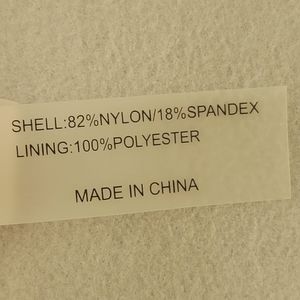 SHELL:82%NYLON/18%SPANDEX
LINING:100%POLYESTER
MADE IN CHINA